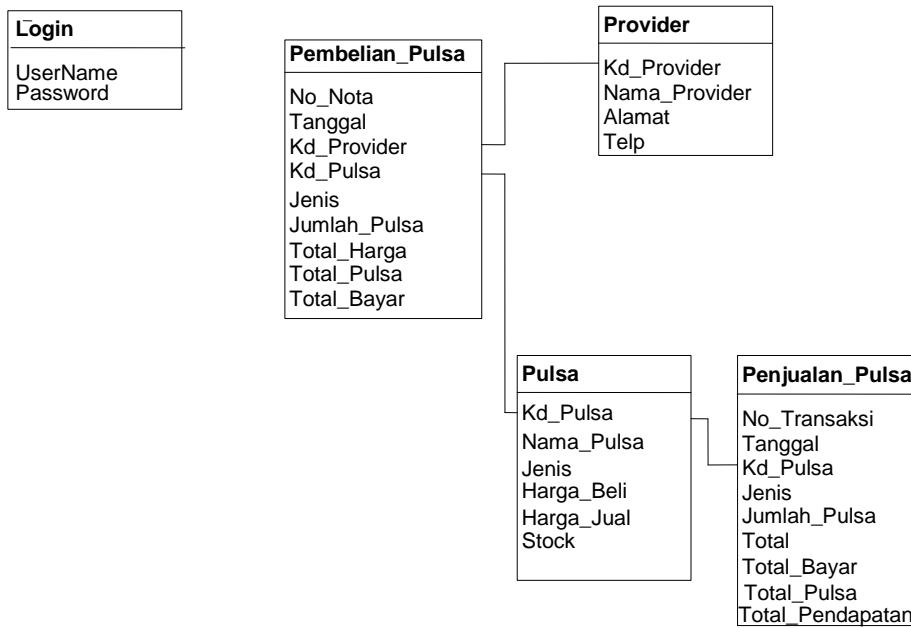 Login
UserName
Password
Pembelian_Pulsa
No_Nota
Tanggal
Kd_Provider
Kd_Pulsa
Jenis
Jumlah_Pulsa
Total_Harga
Total_Pulsa
Total_Bayar
Provider
Kd_Provider
Nama_Provider
Alamat
Telp
Pulsa
Kd_Pulsa
Nama_Pulsa
Jenis
Harga_Beli
Harga_Jual
Stock
Penjualan_Pulsa
No_Transaksi
Tanggal
Kd_Pulsa
Jenis
Jumlah_Pulsa
Total
Total_Bayar
Total_Pulsa
Total_Pendapatan